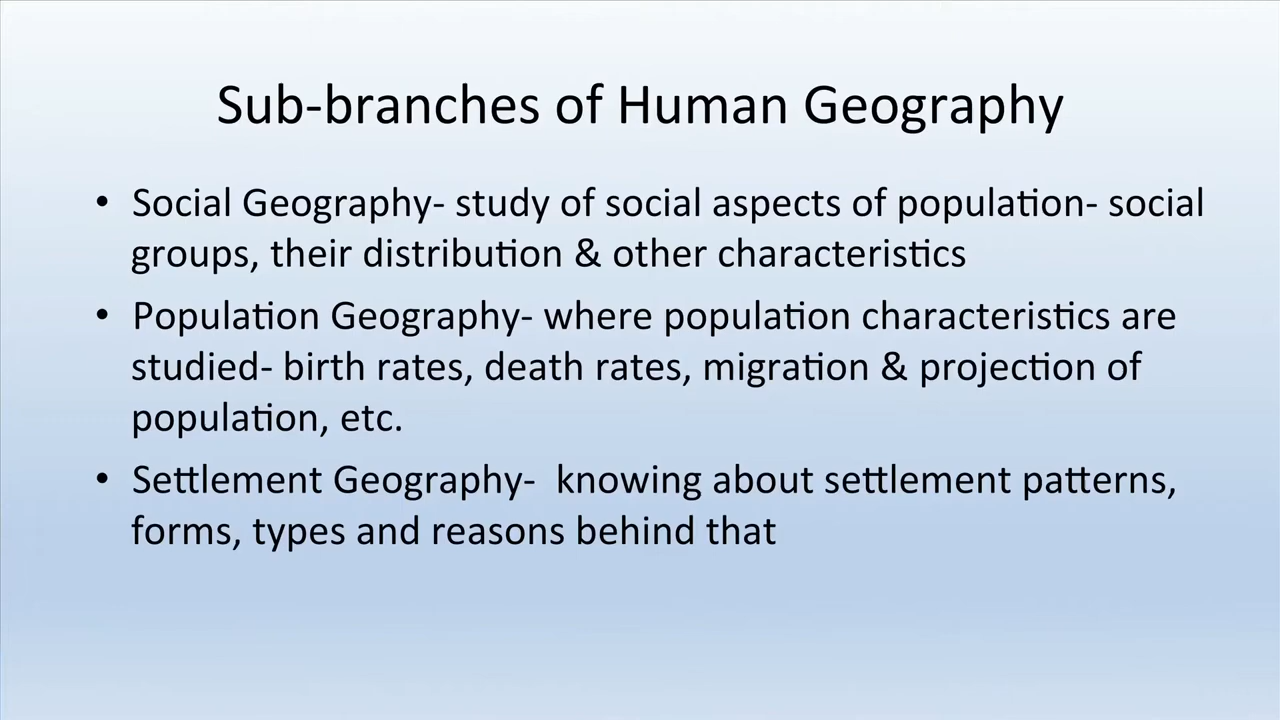 Sub-branches of Human Geography
• Social Geography- study of social aspects of population- social
groups, their distribution & other characteristics
• Population Geography- where population characteristics are
studied- birth rates, death rates, migration & projection of
population, etc.
• Settlement Geography-  knowing about settlement patterns,
forms, types and reasons behind that